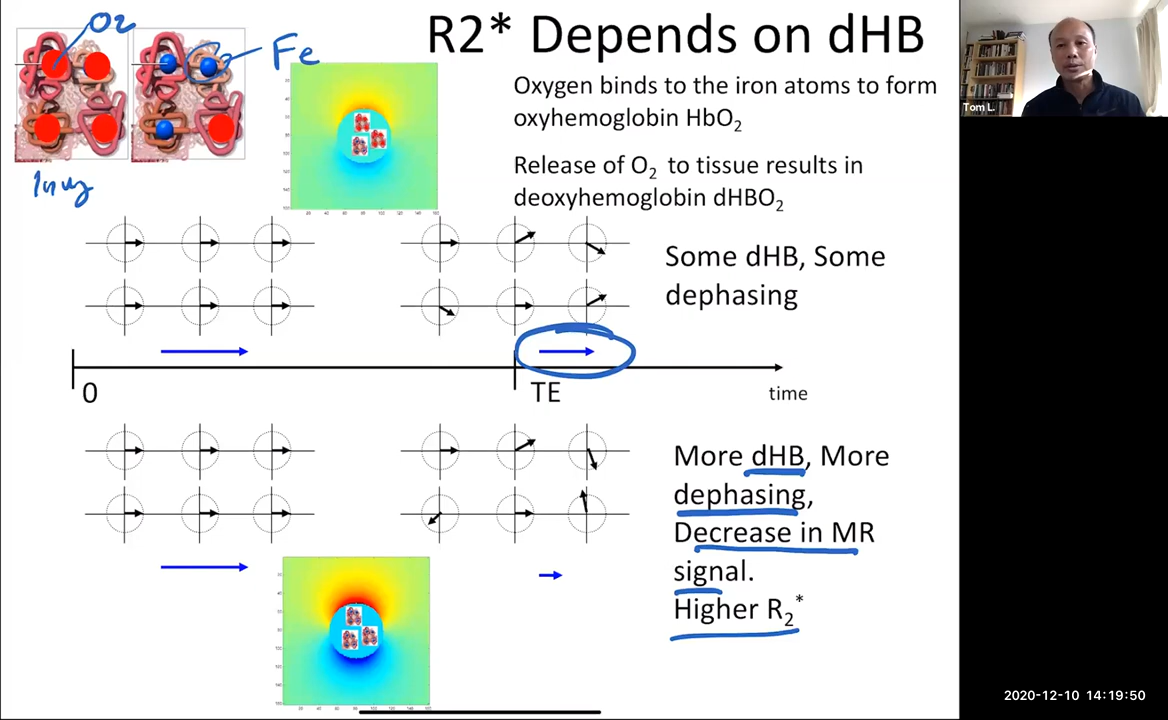 O2
Fe
R2* Depends on dHB
Oxygen binds to the iron atoms to form
oxyhemoglobin HbO₂
Release of O₂ to tissue results in
deoxyhemoglobin dHBO₂
Tom L.
Some dHB, Some
dephasing
0
TE
time
More dHB, More
dephasing,
Decrease in MR
signal.
Higher R₂*
2020-12-10 14:19:50